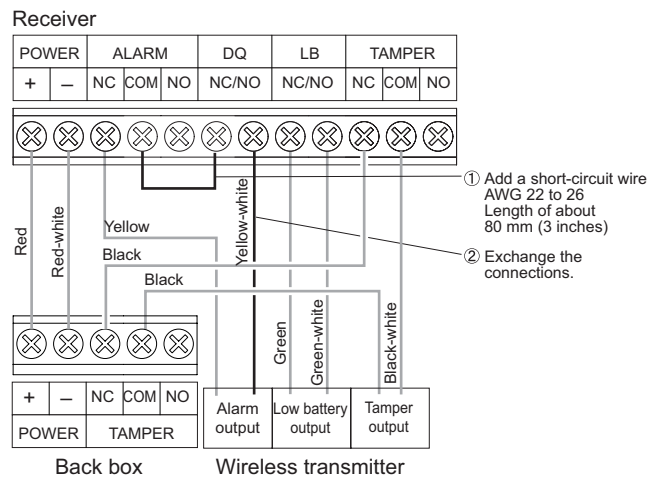 Receiver
POWER ALARM DQ LB TAMPER
+ − NC COM NO NC/NO NC/NO NC COM NO
① Add a short-circuit wire
AWG 22 to 26
Length of about
80 mm (3 inches)
② Exchange the
connections.
Red
Red-white
Yellow
Black
Black
Yellow-white
Green
Green-white
Black-white
+ − NC COM NO
POWER TAMPER
Back box
Alarm
output
Low battery
output
Tamper
output
Wireless transmitter